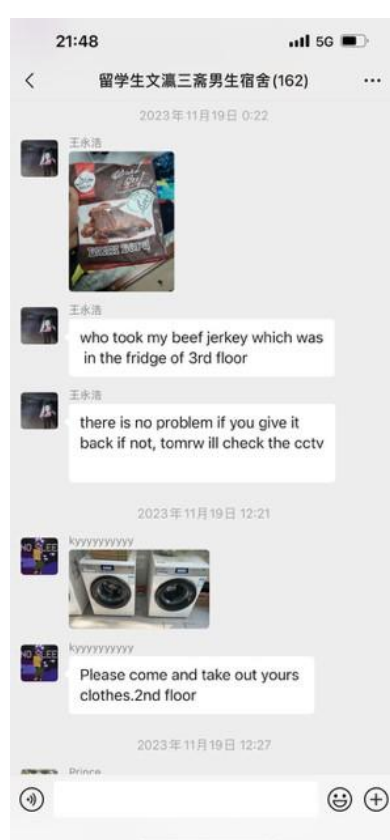 21:48
5G
留学生文瀛三斋男生宿舍(162)
2023年11月19日 0:22
王永浩
王永浩
who took my beef jerkey which was
in the fridge of 3rd floor
王永浩
there is no problem if you give it
back if not, tomrw ill check the cctv
2023年11月19日 12:21
kyyyyyyyyyy
kyyyyyyyyyy
Please come and take out yours
clothes.2nd floor
2023年11月19日 12:27
Prince